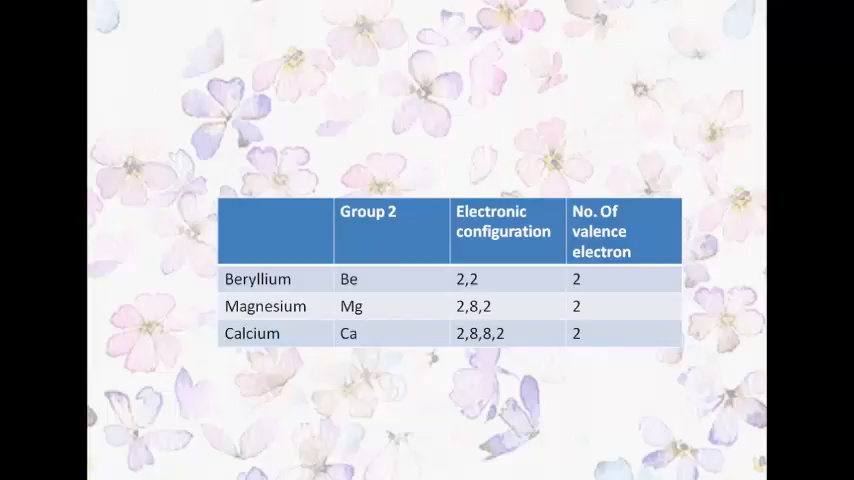 Group 2 Electronic configuration No. Of valence electron
Beryllium Be 2,2 2
Magnesium Mg 2,8,2 2
Calcium Ca 2,8,8,2 2